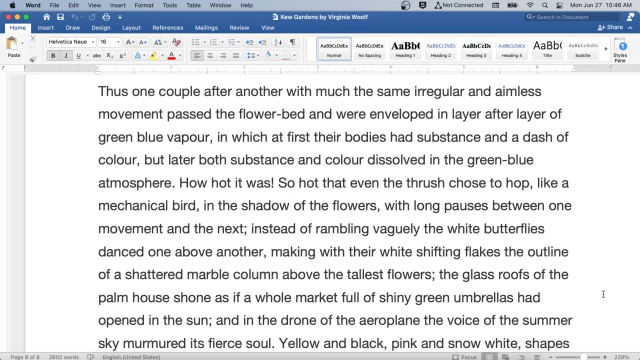 Word File Edit View Insert Format Tools Table Window Help Not Connected Mon Jun 27 10:46 AM
Kew Gardens by Virginia Woolf Search in Document
Home Insert Draw Design Layout References Mailings Review View Share
Paste Helvetica Neue 16 AaBbCcDdEe Normal AaBbCcDdEe No Spacing AaBbC Heading 1 AaBbCcDdE Heading 2 AaBbCcDdE Heading 3 AaBbCcDdEe Heading 4 AaBb( Title AaBbCcDdEe Subtitle Styles Pane
Thus one couple after another with much the same irregular and aimless
movement passed the flower-bed and were enveloped in layer after layer of
green blue vapour, in which at first their bodies had substance and a dash of
colour, but later both substance and colour dissolved in the green-blue
atmosphere. How hot it was! So hot that even the thrush chose to hop, like a
mechanical bird, in the shadow of the flowers, with long pauses between one
movement and the next; instead of rambling vaguely the white butterflies
danced one above another, making with their white shifting flakes the outline
of a shattered marble column above the tallest flowers; the glass roofs of the
palm house shone as if a whole market full of shiny green umbrellas had
opened in the sun; and in the drone of the aeroplane the voice of the summer
sky murmured its fierce soul. Yellow and black, pink and snow white, shapes
Page 8 of 8 2602 words English (United States) Focus 229%